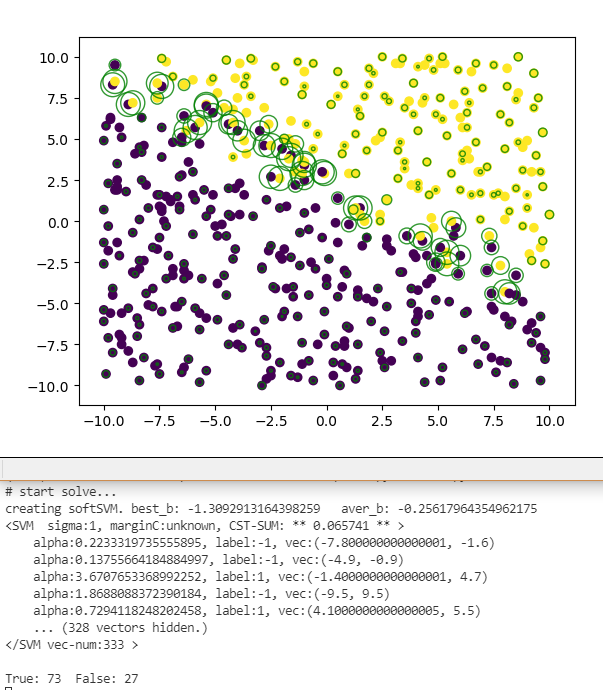 10.0
7.5
5.0
2.5
0.0
−2.5
−5.0
−7.5
−10.0
−10.0 −7.5 −5.0 −2.5 0.0 2.5 5.0 7.5 10.0
# start solve...
creating softSVM. best_b: -1.3092913164398259   aver_b: -0.25617964354962175
<SVM  sigma:1, marginC:unknown, CST-SUM: ** 0.065741 ** >
    alpha:0.2233319735555895, label:-1, vec:(-7.800000000000001, -1.6)
    alpha:0.13755664184884997, label:-1, vec:(-4.9, -0.9)
    alpha:3.6707653368992252, label:1, vec:(-1.4000000000000001, 4.7)
    alpha:1.8688088372390184, label:-1, vec:(-9.5, 9.5)
    alpha:0.7294118248202458, label:1, vec:(4.1000000000000005, 5.5)
    ... (328 vectors hidden.)
</SVM vec-num:333 >
True: 73  False: 27